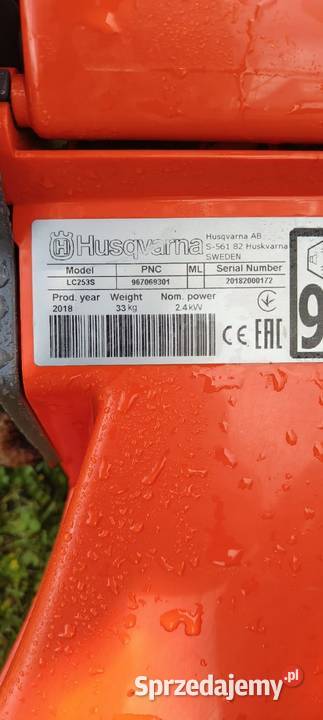 Husqvarna
Husqvarna AB
S-561 82 Huskvarna
SWEDEN
Model PNC ML Serial Number
LC253S 967069301 20182000172
Prod. year Weight Nom. power
2018 33 kg 2.4 kW
CE EAC
9
Sprzedajemy.pl